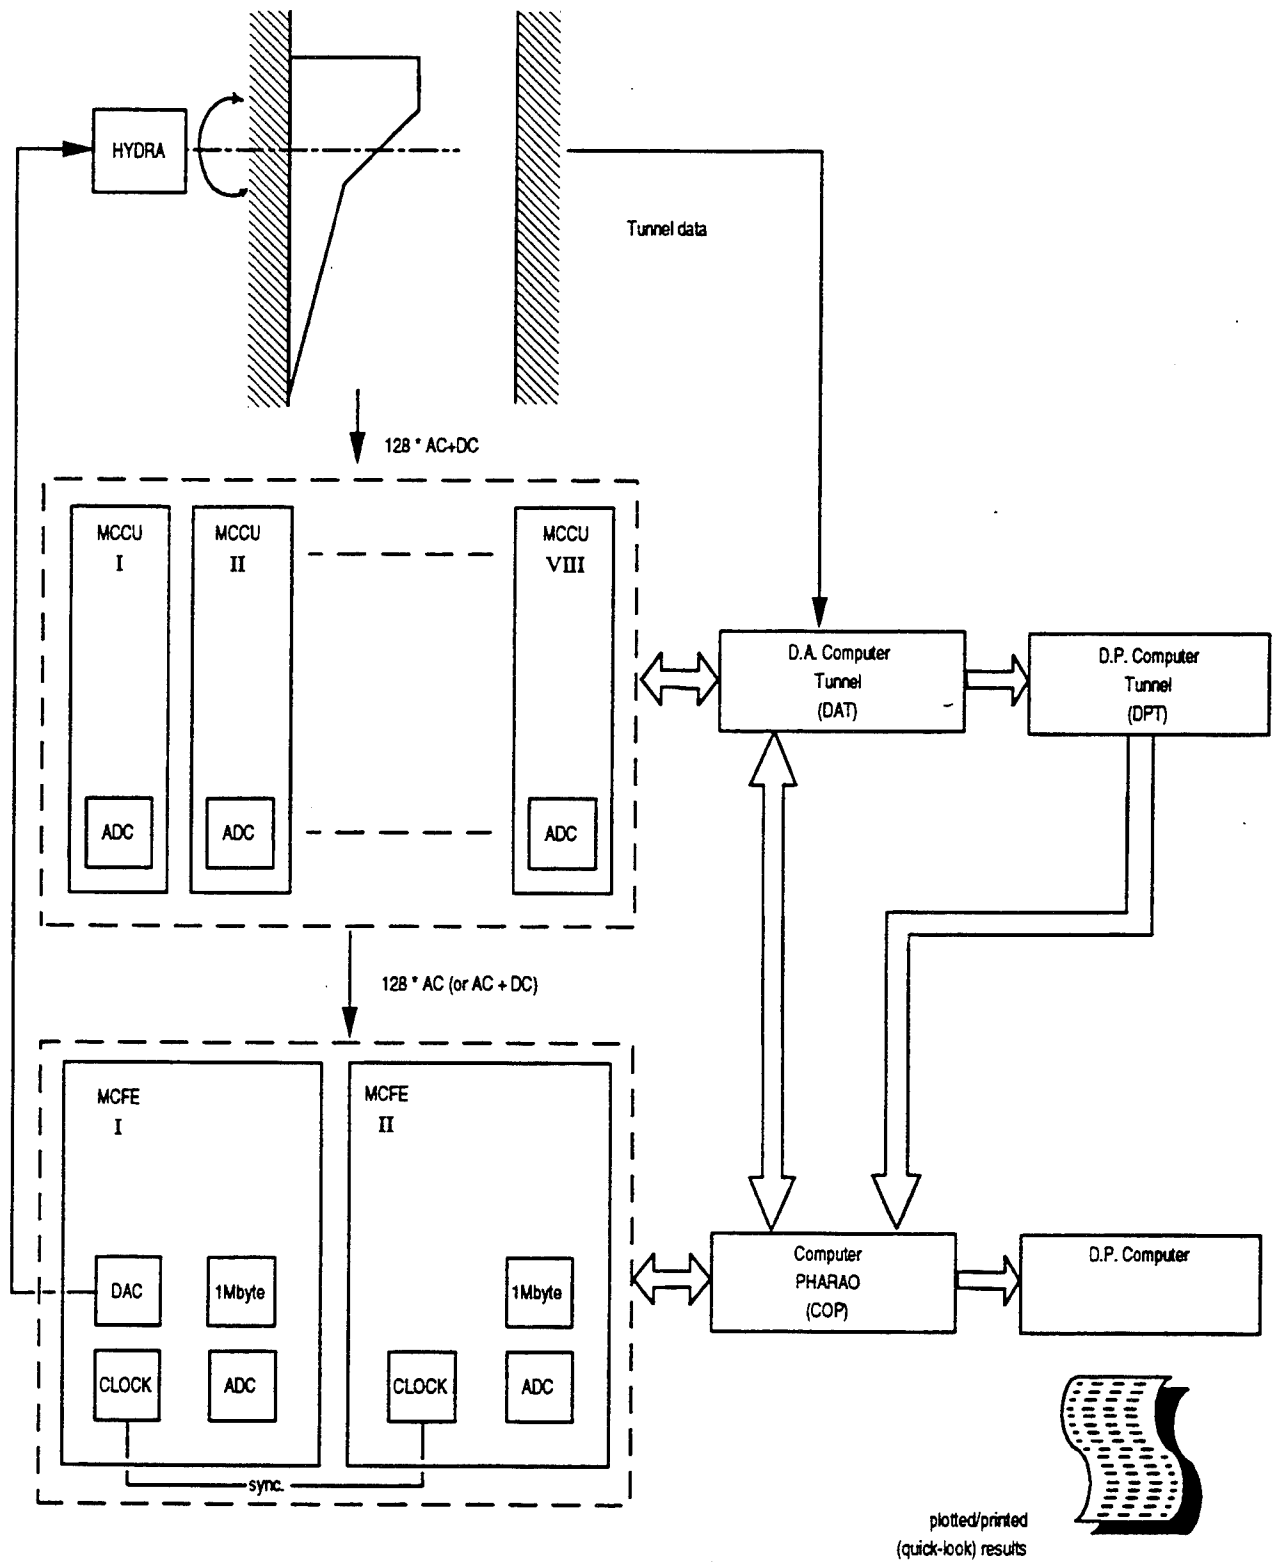 HYDRA
Tunnel data
128 * AC+DC
MCCU
I
MCCU
II
MCCU
VIII
ADC
ADC
ADC
D.A. Computer
Tunnel
(DAT)
D.P. Computer
Tunnel
(DPT)
128 * AC (or AC + DC)
MCFE
I
MCFE
II
DAC
1Mbyte
1Mbyte
CLOCK
ADC
CLOCK
ADC
sync.
Computer
PHARAO
(COP)
D.P. Computer
plotted/printed
(quick-look) results